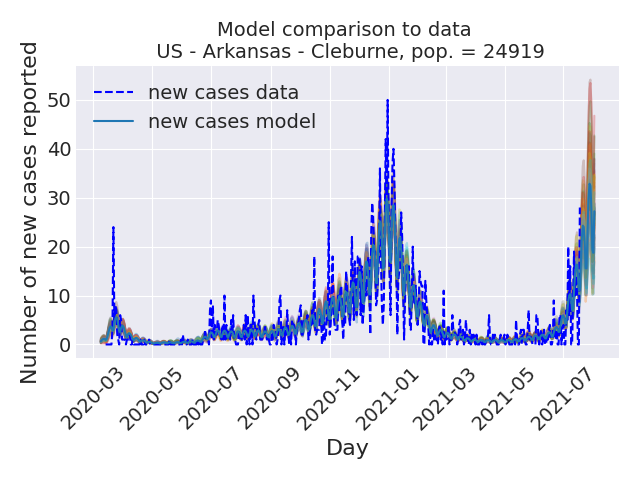 Model comparison to data
US - Arkansas - Cleburne, pop. = 24919
Number of new cases reported
50
40
30
20
10
0
new cases data
new cases model
2020-03
2020-05
2020-07
2020-09
2020-11
2021-01
2021-03
2021-05
2021-07
Day